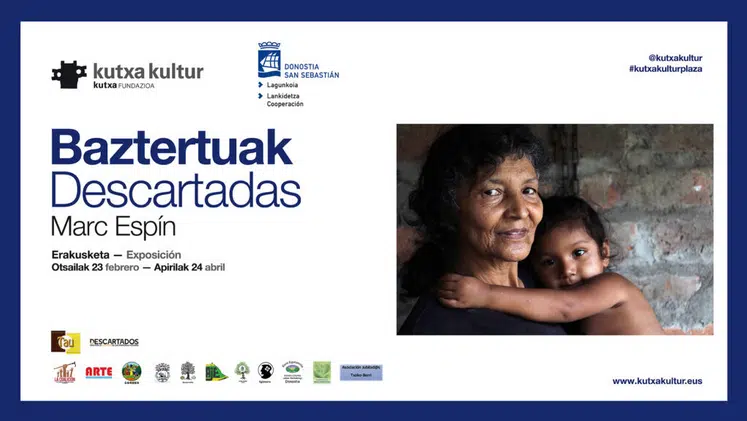 kutxa kultur
kutxa FUNDAZIOA
DONOSTIA
SAN SEBASTIÁN
Lagunkoia
Lankidetza
Cooperación
@kutxakultur
#kutxakulturplaza
Baztertuak
Descartadas
Marc Espín
Erakusketa — Exposición
Otsailak 23 febrero — Apirilak 24 abril
Tau
DESCARTADOS
ARTE
www.kutxakultur.eus